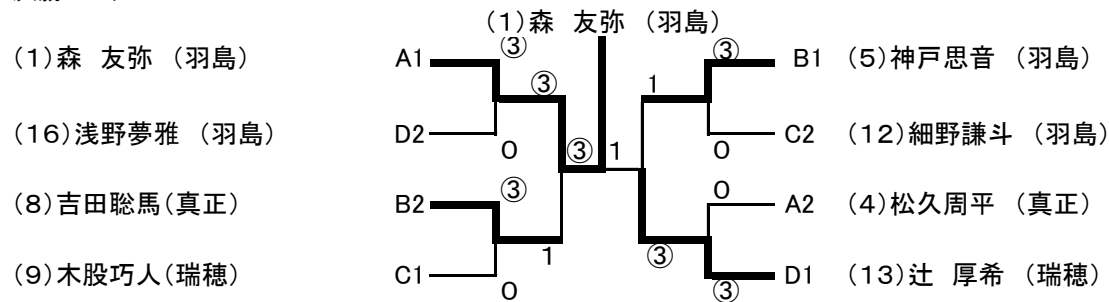 (1)森 友弥 (羽島)
(1)森 友弥 (羽島) A1 ③ ③ B1 (5)神戸思音 (羽島)
③ 1
(16)浅野夢雅 (羽島) D2 0 ③ 1 0 C2 (12)細野謙斗 (羽島)
(8)吉田聡馬(真正) B2 ③ 0 A2 (4)松久周平 (真正)
1 ③
(9)木股巧人(瑞穂) C1 0 ③ D1 (13)辻 厚希 (瑞穂)